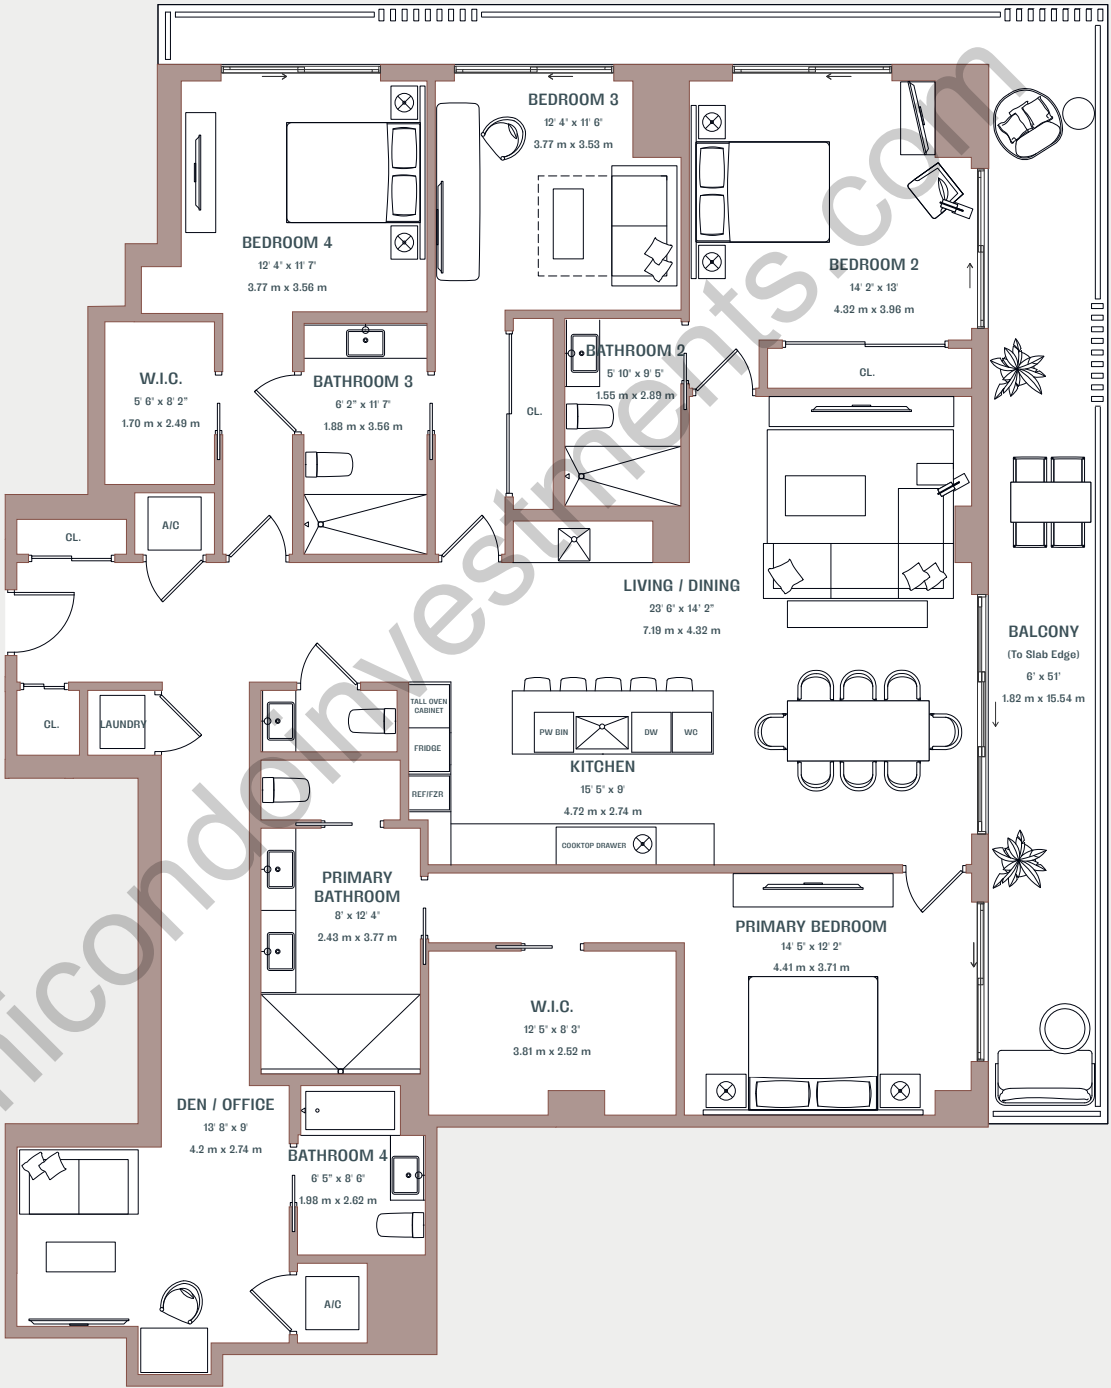 BEDROOM 3
12' 4" x 11' 6"
3.77 m x 3.53 m
BEDROOM 4
12' 4" x 11' 7"
3.77 m x 3.56 m
BEDROOM 2
14' 2" x 13'
4.32 m x 3.96 m
W.I.C.
5' 6" x 8' 2"
1.70 m x 2.49 m
BATHROOM 3
6' 2" x 11' 7"
1.88 m x 3.56 m
CL.
BATHROOM 2
5' 10" x 9' 5"
1.55 m x 2.89 m
CL.
CL.
A/C
LIVING / DINING
23' 6" x 14' 2"
7.19 m x 4.32 m
BALCONY
(To Slab Edge)
6' x 51'
1.82 m x 15.54 m
CL.
LAUNDRY
TALL OVEN
CABINET
FRIDGE
REF/FZR
PW BIN
DW
WC
KITCHEN
15' 5" x 9'
4.72 m x 2.74 m
COOKTOP DRAWER
PRIMARY
BATHROOM
8' x 12' 4"
2.43 m x 3.77 m
PRIMARY BEDROOM
14' 5" x 12' 2"
4.41 m x 3.71 m
W.I.C.
12' 5" x 8' 3"
3.81 m x 2.52 m
DEN / OFFICE
13' 8" x 9'
4.2 m x 2.74 m
BATHROOM 4
6' 5" x 8' 6"
1.98 m x 2.62 m
A/C
micondoinvestments.com